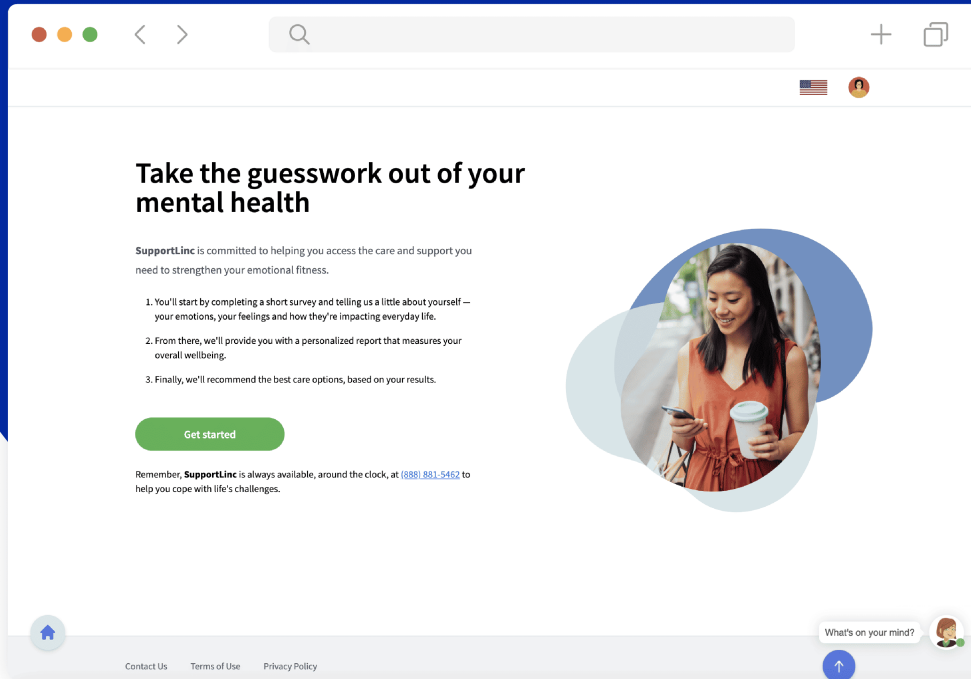 Take the guesswork out of your
mental health
SupportLinc is committed to helping you access the care and support you
need to strengthen your emotional fitness.
1. You'll start by completing a short survey and telling us a little about yourself —
your emotions, your feelings and how they're impacting everyday life.
2. From there, we'll provide you with a personalized report that measures your
overall wellbeing.
3. Finally, we'll recommend the best care options, based on your results.
Get started
Remember, SupportLinc is always available, around the clock, at (888) 881-5462 to
help you cope with life's challenges.
What's on your mind?
Contact Us Terms of Use Privacy Policy